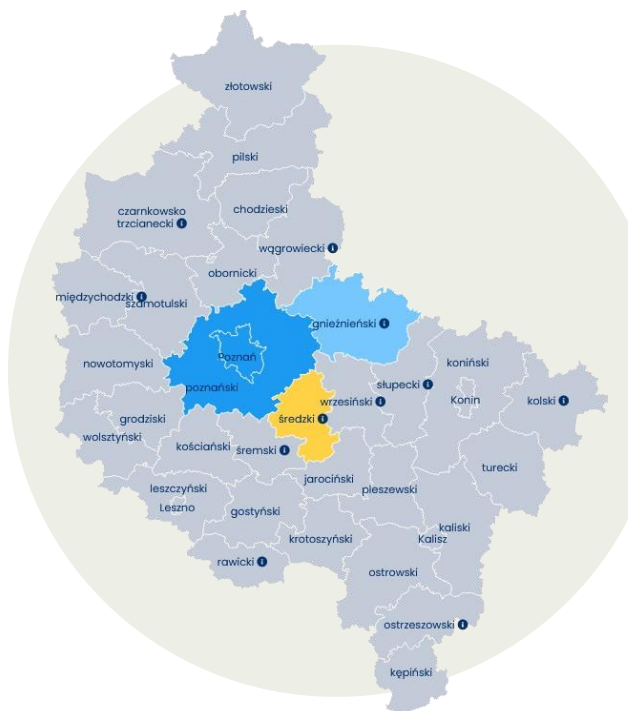 złotowski
pilski
chodzieski
czarnkowsko
trzcianecki
wągrowiecki
obornicki
międzychodzki
szamotulski
gnieźnieński
Poznań
nowotomyski
poznański
koniński
słupecki
Konin
kolski
wrzesiński
średzki
grodziski
wolsztyński
kościański
śremski
turecki
jarociński
leszczyński
pleszewski
Leszno
gostyński
kaliski
Kalisz
krotoszyński
rawicki
ostrowski
ostrzeszowski
kępiński